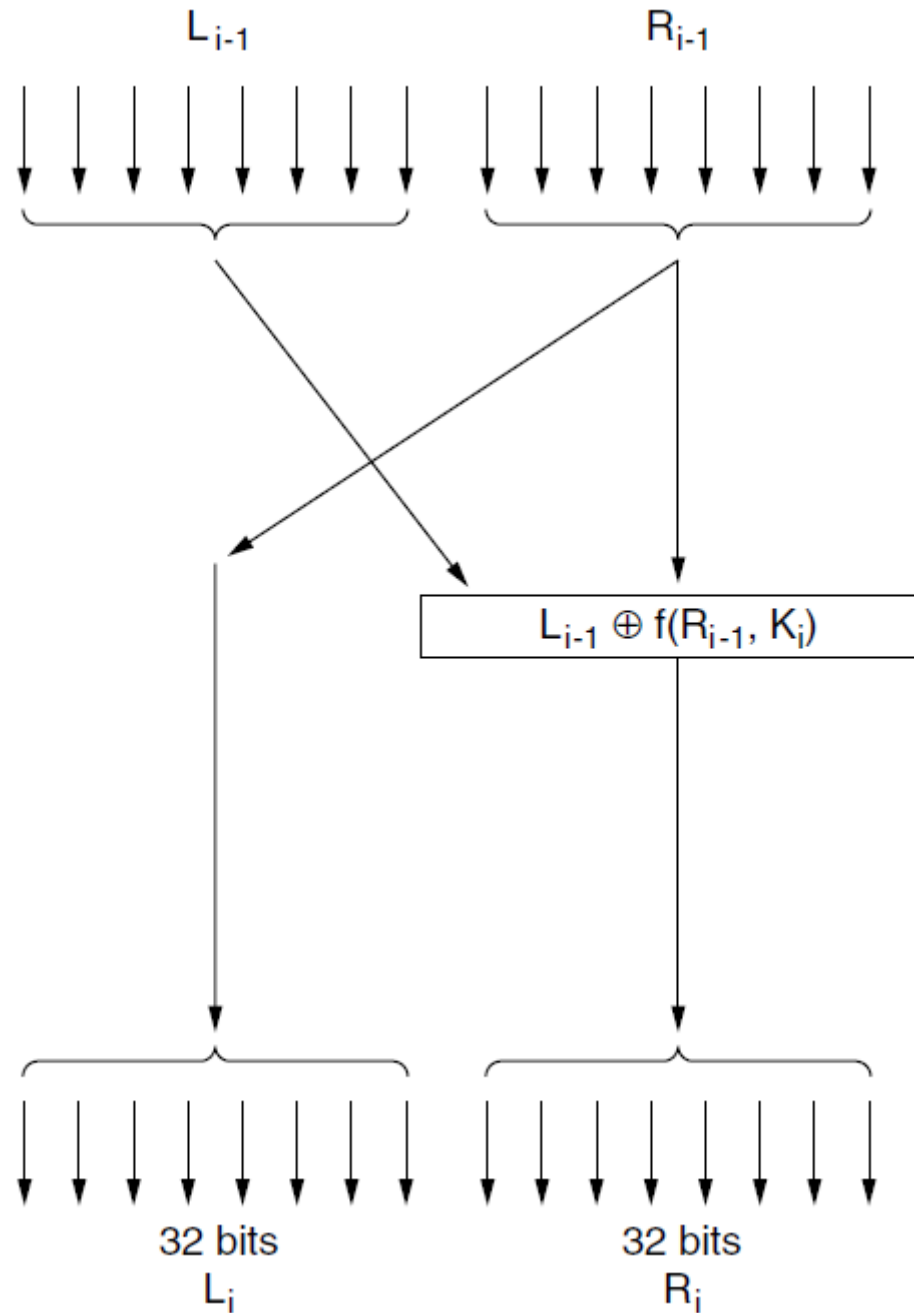 L i-1 R i-1
L i-1 ⊕ f(R i-1, K i)
32 bits 32 bits
L i R i